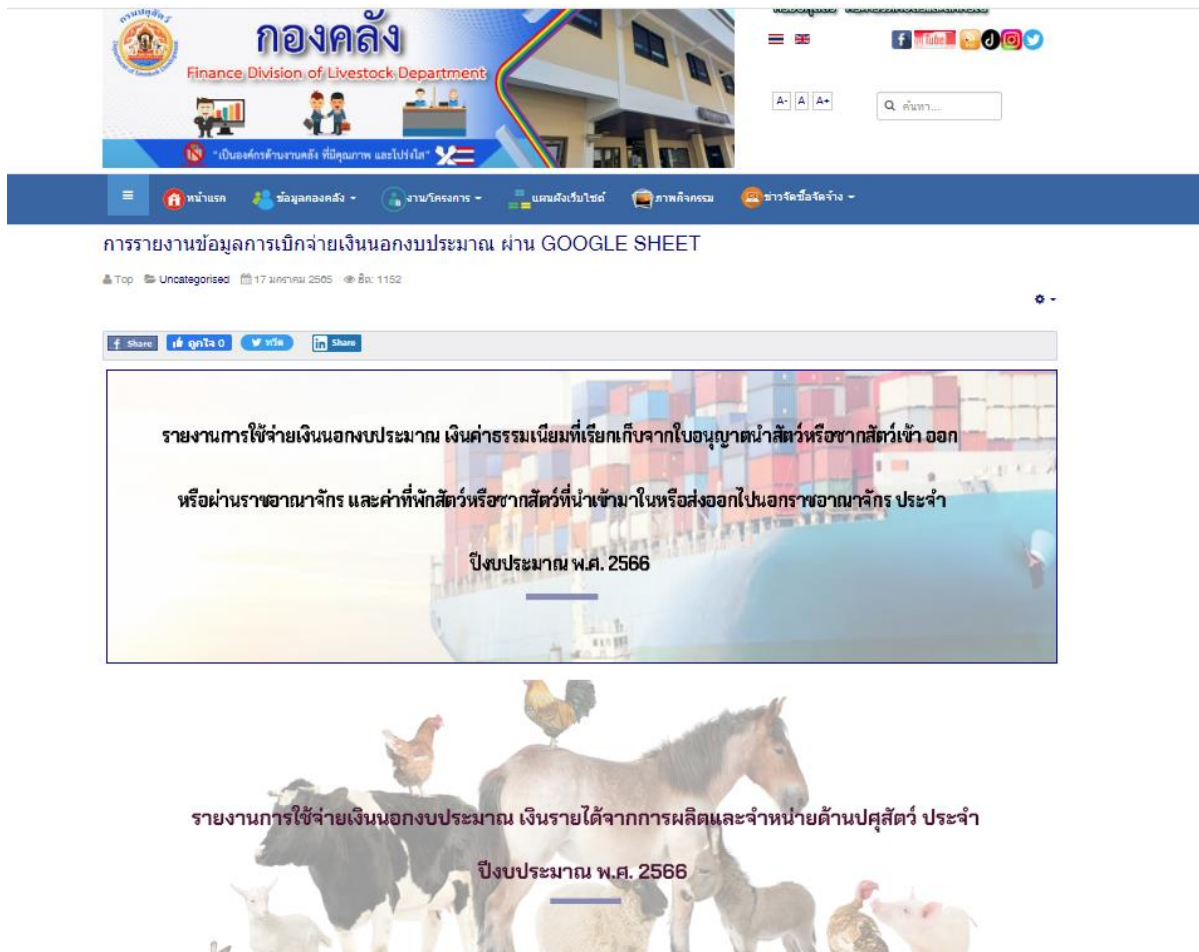 กรมปศุสัตว์
กองคลัง
Finance Division of Livestock Department
"เป็นองค์กรด้านงานคลัง ที่มีคุณภาพ และโปร่งใส"
Tube
A- A A+
ค้นหา...
หน้าแรก ข้อมูลกองคลัง งาน/โครงการ แผนผังเว็บไซต์ ภาพกิจกรรม ข่าวจัดซื้อจัดจ้าง
การรายงานข้อมูลการเบิกจ่ายเงินนอกงบประมาณ ผ่าน GOOGLE SHEET
Top Uncategorised 17 มกราคม 2565 ฮิต: 1152
f Share ถูกใจ 0 ทวีต in Share
รายงานการใช้จ่ายเงินนอกงบประมาณ เงินค่าธรรมเนียมที่เรียกเก็บจากใบอนุญาตนำสัตว์หรือซากสัตว์เข้า ออก
หรือผ่านราชอาณาจักร และค่าที่พักสัตว์หรือซากสัตว์ที่นำเข้ามาในหรือส่งออกไปนอกราชอาณาจักร ประจำ
ปีงบประมาณ พ.ศ. 2566
รายงานการใช้จ่ายเงินนอกงบประมาณ เงินรายได้จากการผลิตและจำหน่ายด้านปศุสัตว์ ประจำ
ปีงบประมาณ พ.ศ. 2566